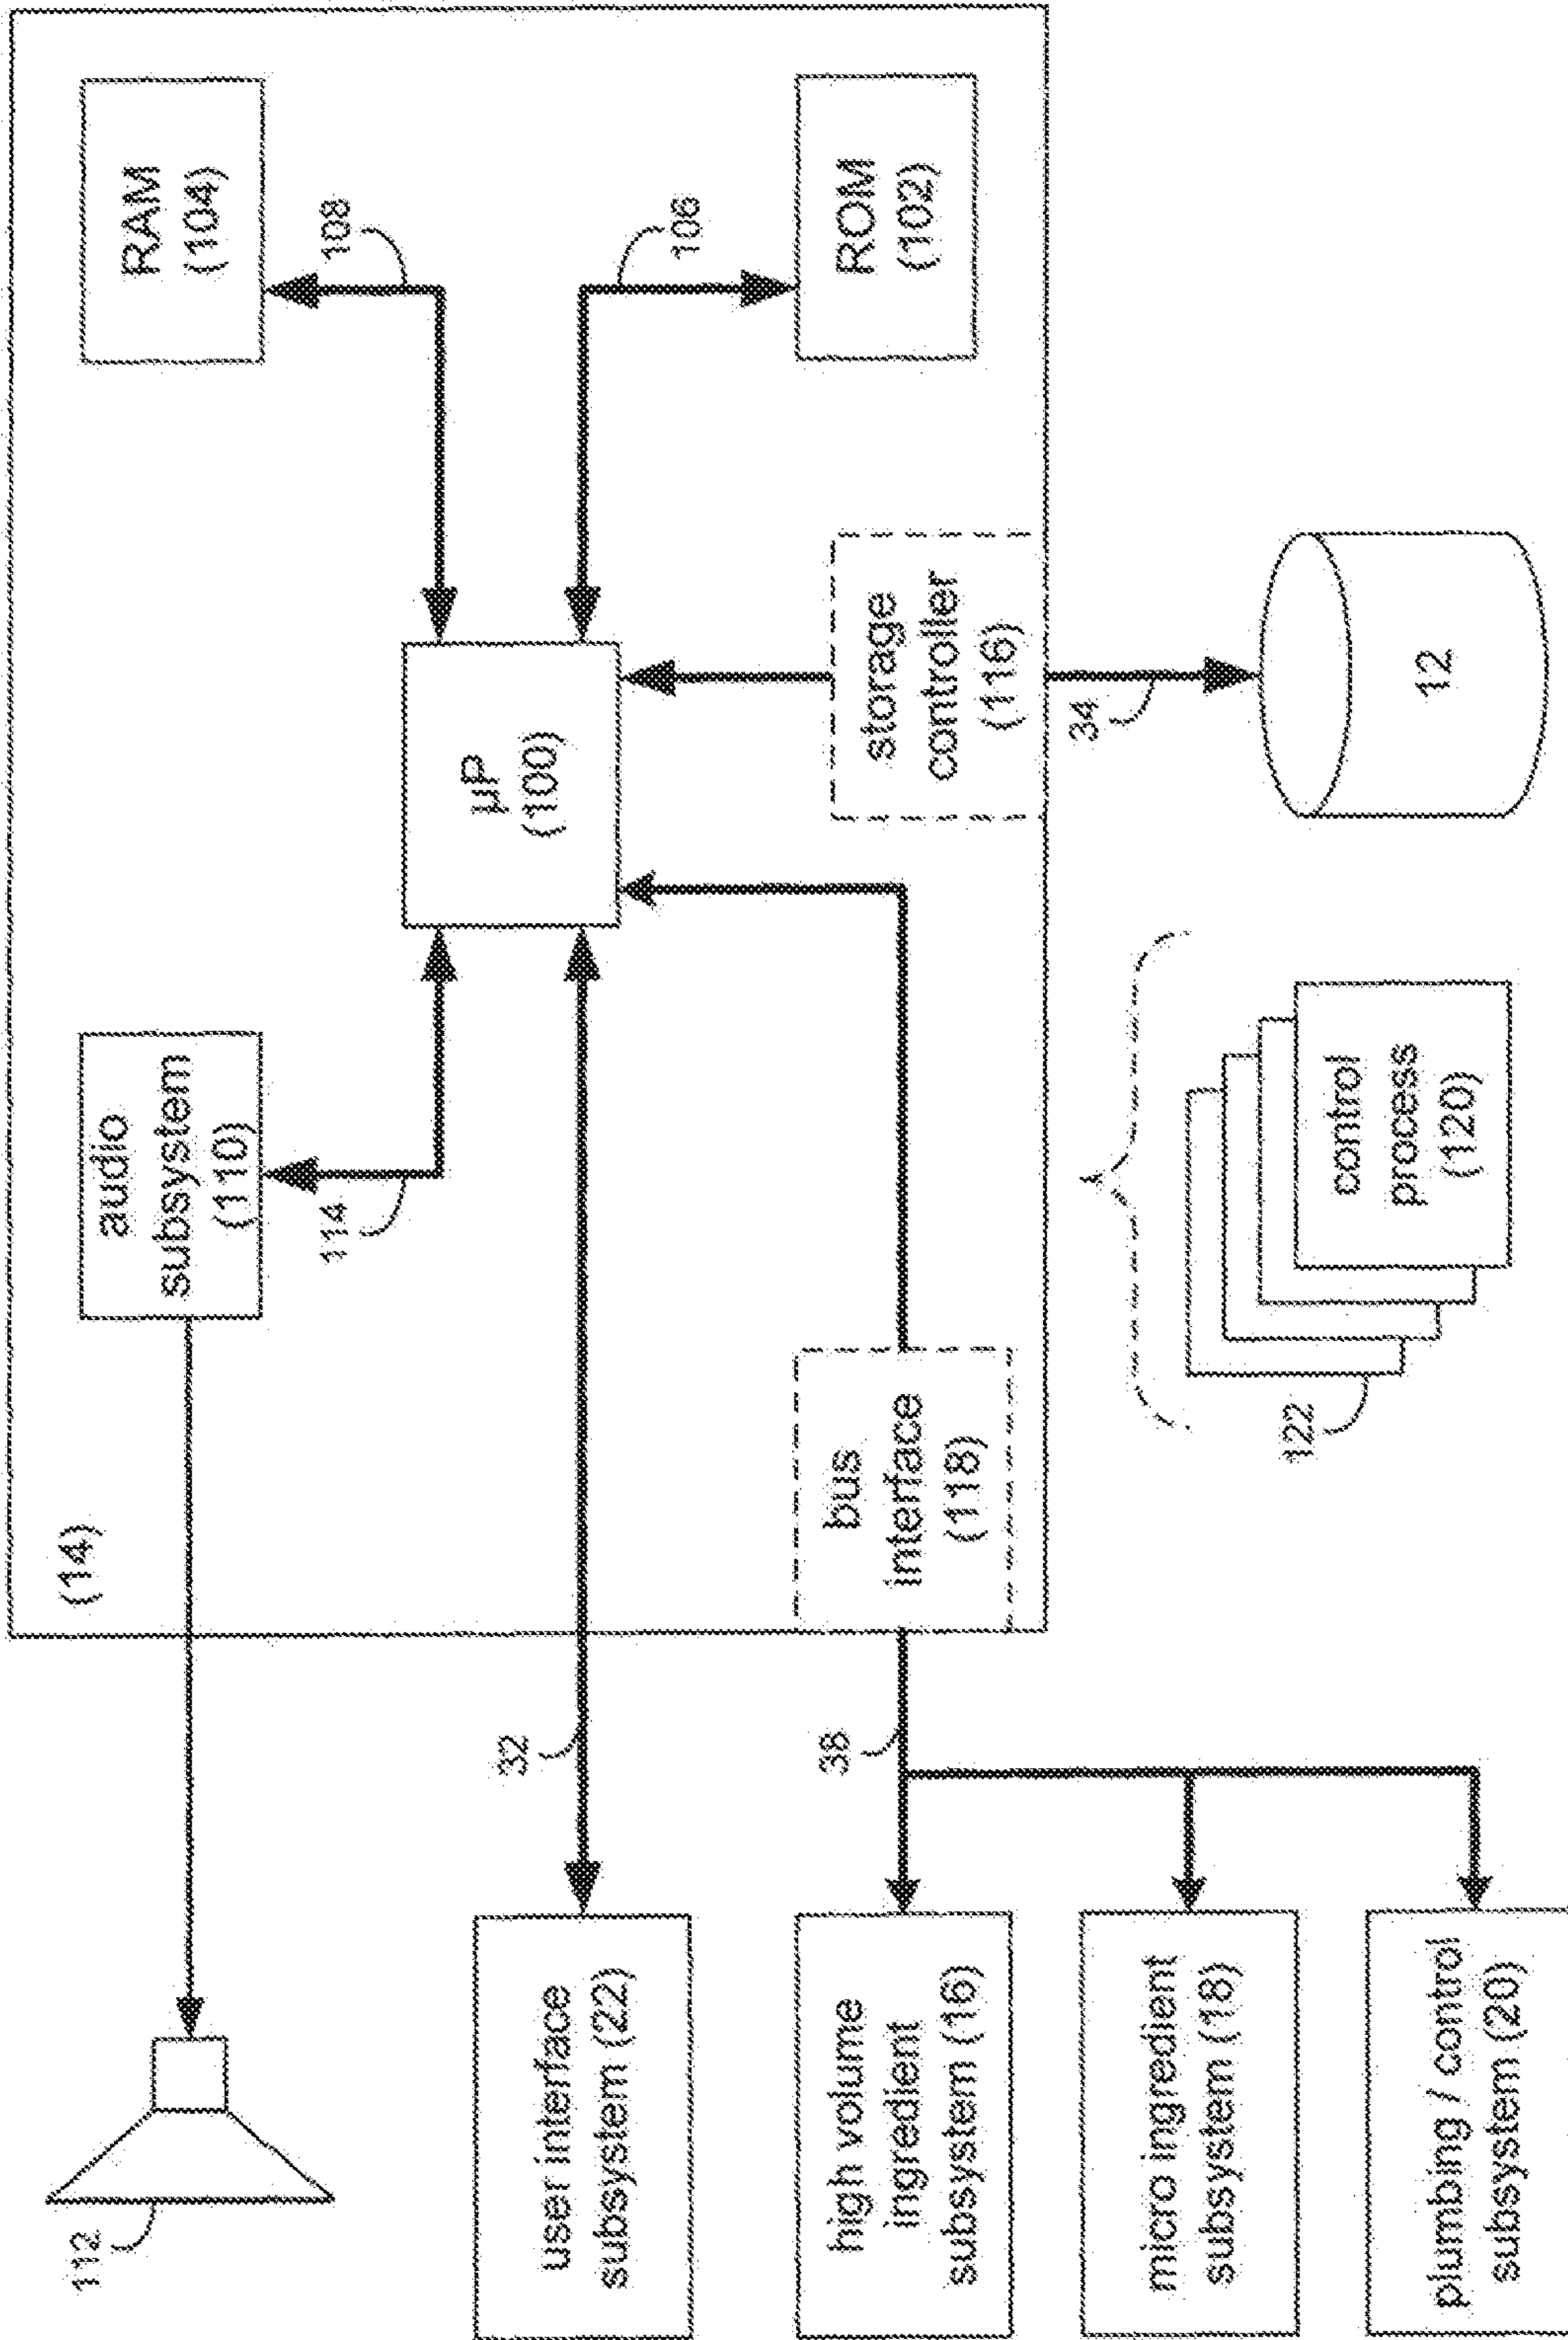 (14)
RAM
(104)
108
106
ROM
(102)
µP
(100)
storage
controller
(116)
34
12
audio
subsystem
(110)
114
bus
interface
(118)
control
process
(120)
122
112
32
38
user interface
subsystem (22)
high volume
ingredient
subsystem (16)
micro ingredient
subsystem (18)
plumbing / control
subsystem (20)